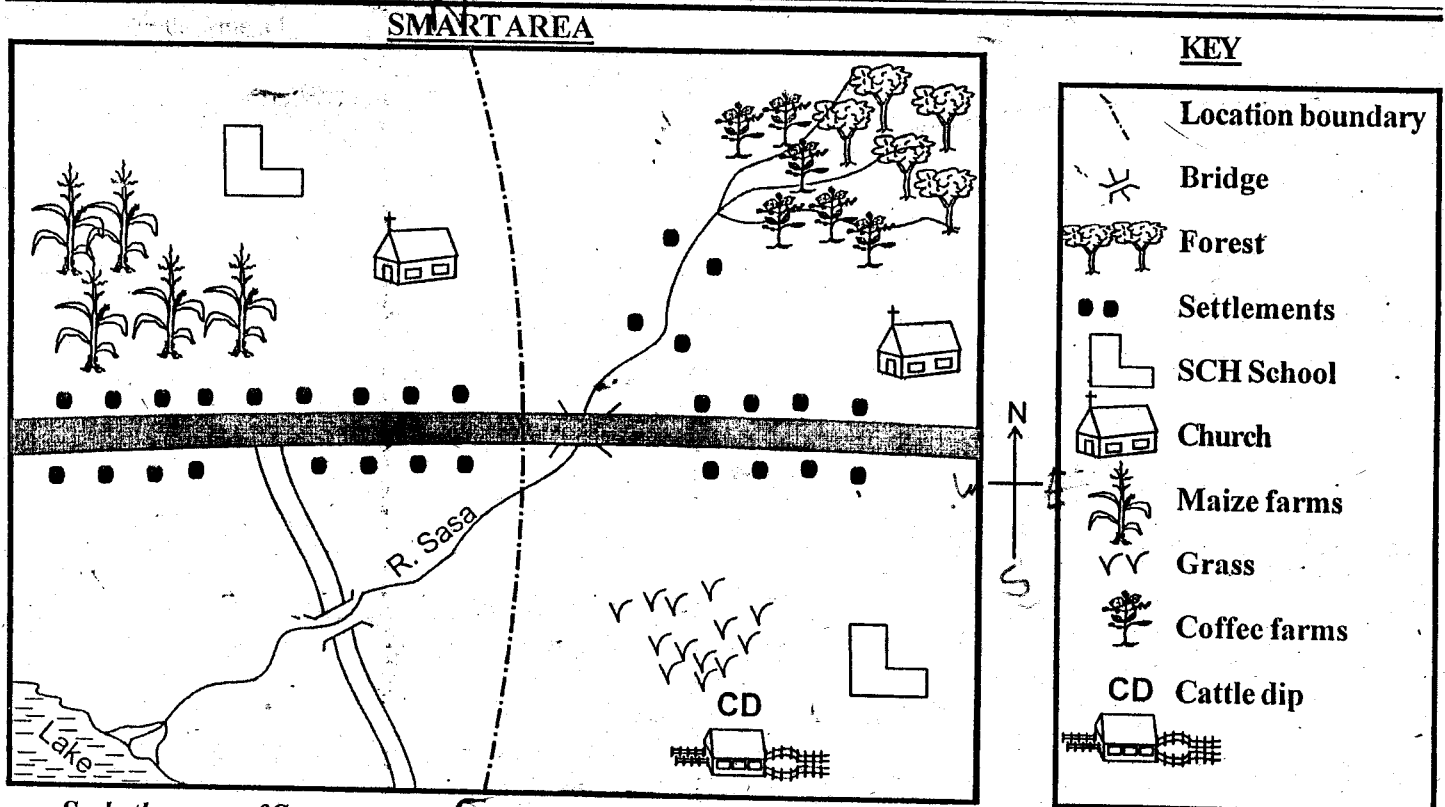 SMART AREA
KEY
Location boundary
Bridge
Forest
Settlements
SCH School
Church
Maize farms
Grass
Coffee farms
CD Cattle dip
N
E
S
R. Sasa
CD
Lake